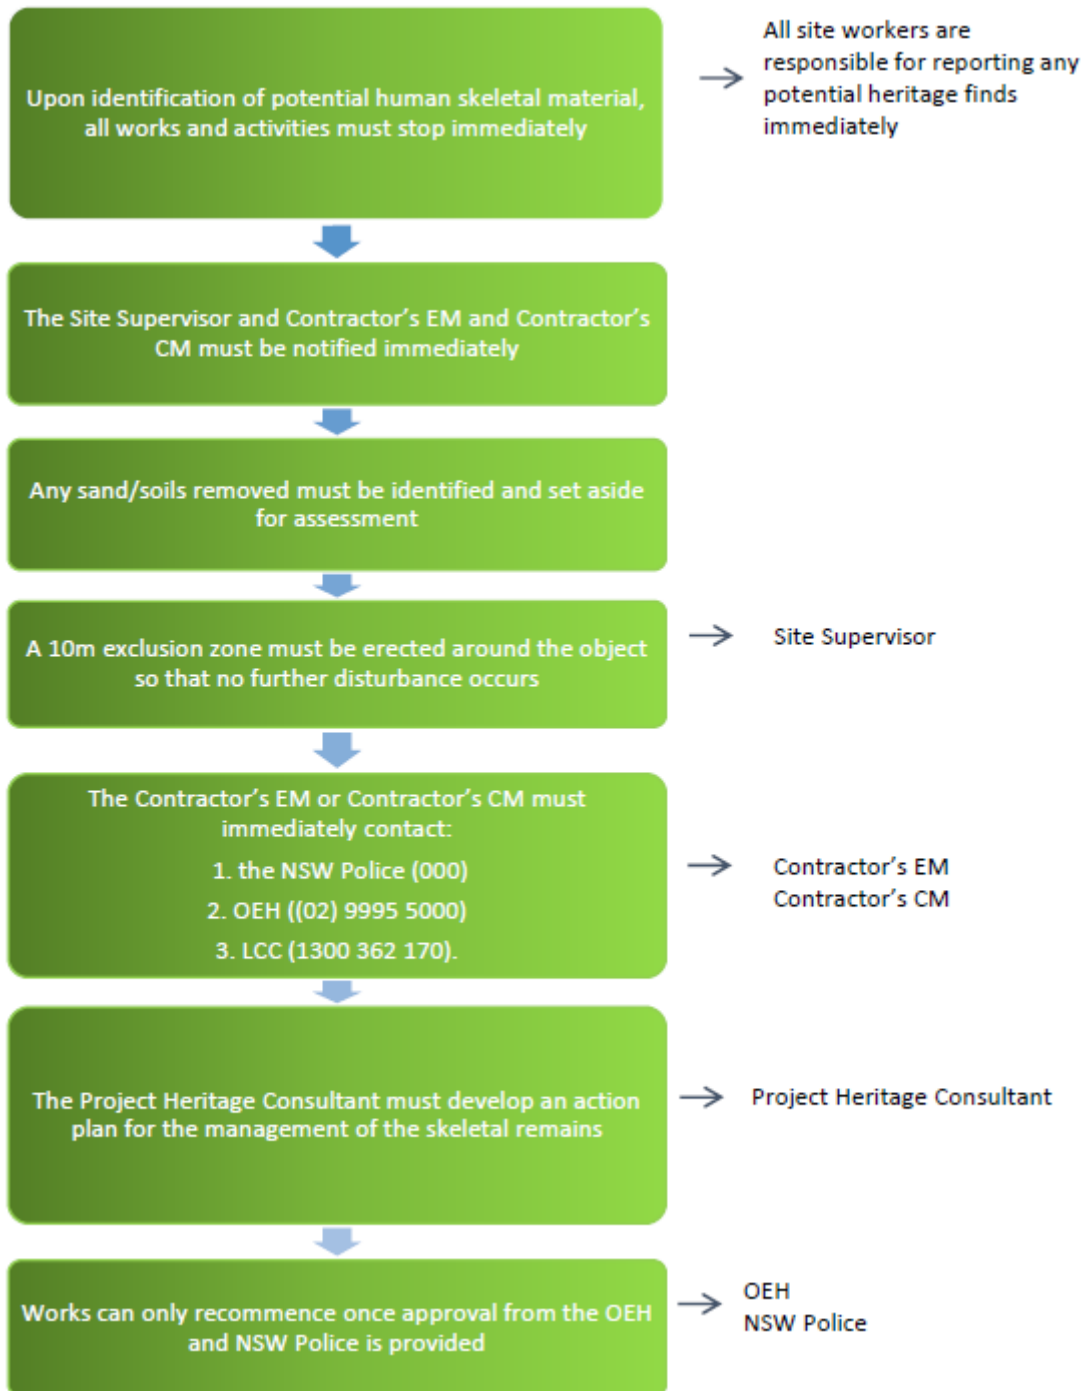 Upon identification of potential human skeletal material,
all works and activities must stop immediately
All site workers are
responsible for reporting any
potential heritage finds
immediately
The Site Supervisor and Contractor’s EM and Contractor’s
CM must be notified immediately
Any sand/soils removed must be identified and set aside
for assessment
A 10m exclusion zone must be erected around the object
so that no further disturbance occurs
Site Supervisor
The Contractor’s EM or Contractor’s CM must
immediately contact:
1. the NSW Police (000)
2. OEH ((02) 9995 5000)
3. LCC (1300 362 170).
Contractor’s EM
Contractor’s CM
The Project Heritage Consultant must develop an action
plan for the management of the skeletal remains
Project Heritage Consultant
Works can only recommence once approval from the OEH
and NSW Police is provided
OEH
NSW Police